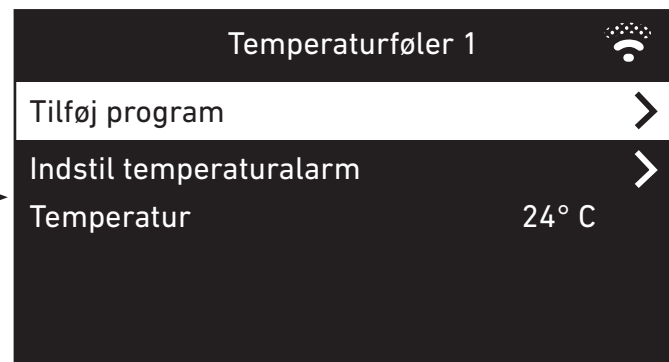 Temperaturføler 1
Tilføj program
Indstil temperaturalarm
Temperatur 24° C